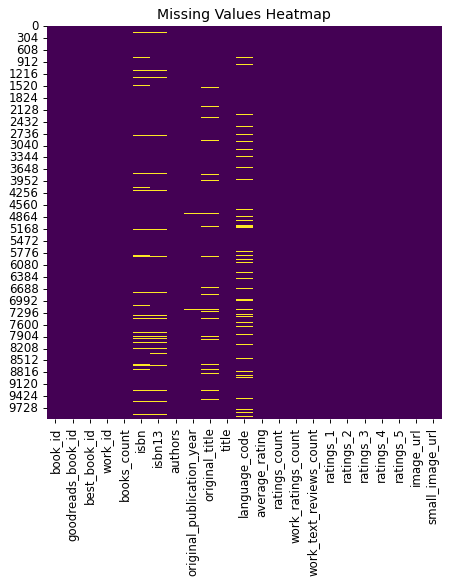 Missing Values Heatmap
0
304
608
912
1216
1520
1824
2128
2432
2736
3040
3344
3648
3952
4256
4560
4864
5168
5472
5776
6080
6384
6688
6992
7296
7600
7904
8208
8512
8816
9120
9424
9728
book_id
goodreads_book_id
best_book_id
work_id
books_count
isbn
isbn13
authors
original_publication_year
original_title
title
language_code
average_rating
ratings_count
work_ratings_count
work_text_reviews_count
ratings_1
ratings_2
ratings_3
ratings_4
ratings_5
image_url
small_image_url